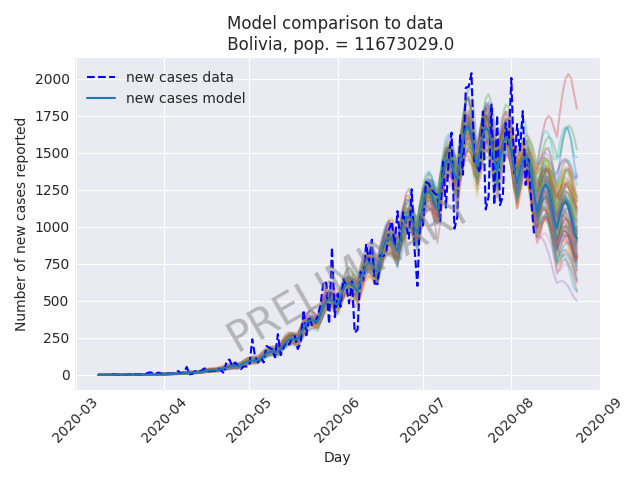 Model comparison to data
Bolivia, pop. = 11673029.0
new cases data
new cases model
PRELIMINARY
Number of new cases reported
2000
1750
1500
1250
1000
750
500
250
0
2020-03
2020-04
2020-05
2020-06
2020-07
2020-08
2020-09
Day